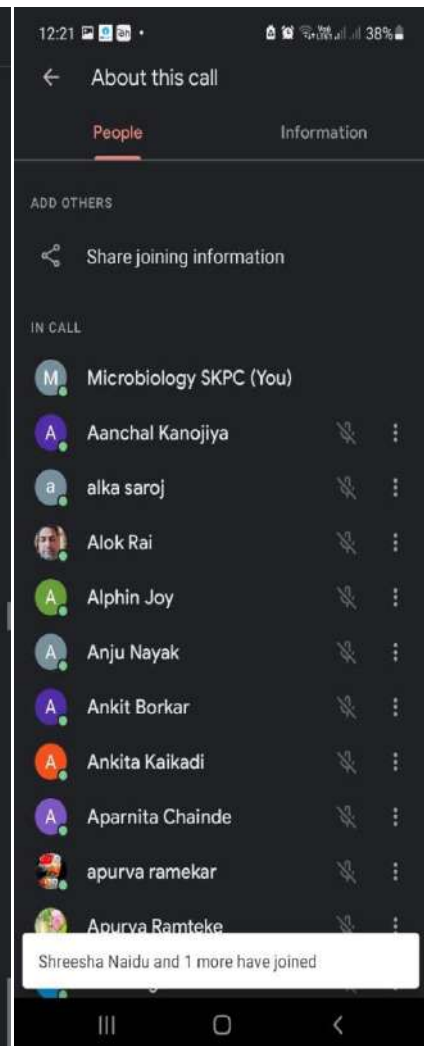 12:21
38%
About this call
People
Information
ADD OTHERS
Share joining information
IN CALL
M Microbiology SKPC (You)
A Aanchal Kanojiya
a alka saroj
Alok Rai
A Alphin Joy
A Anju Nayak
A Ankit Borkar
A Ankita Kaikadi
A Aparnita Chainde
apurva ramekar
Apurva Ramteke
Shreesha Naidu and 1 more have joined